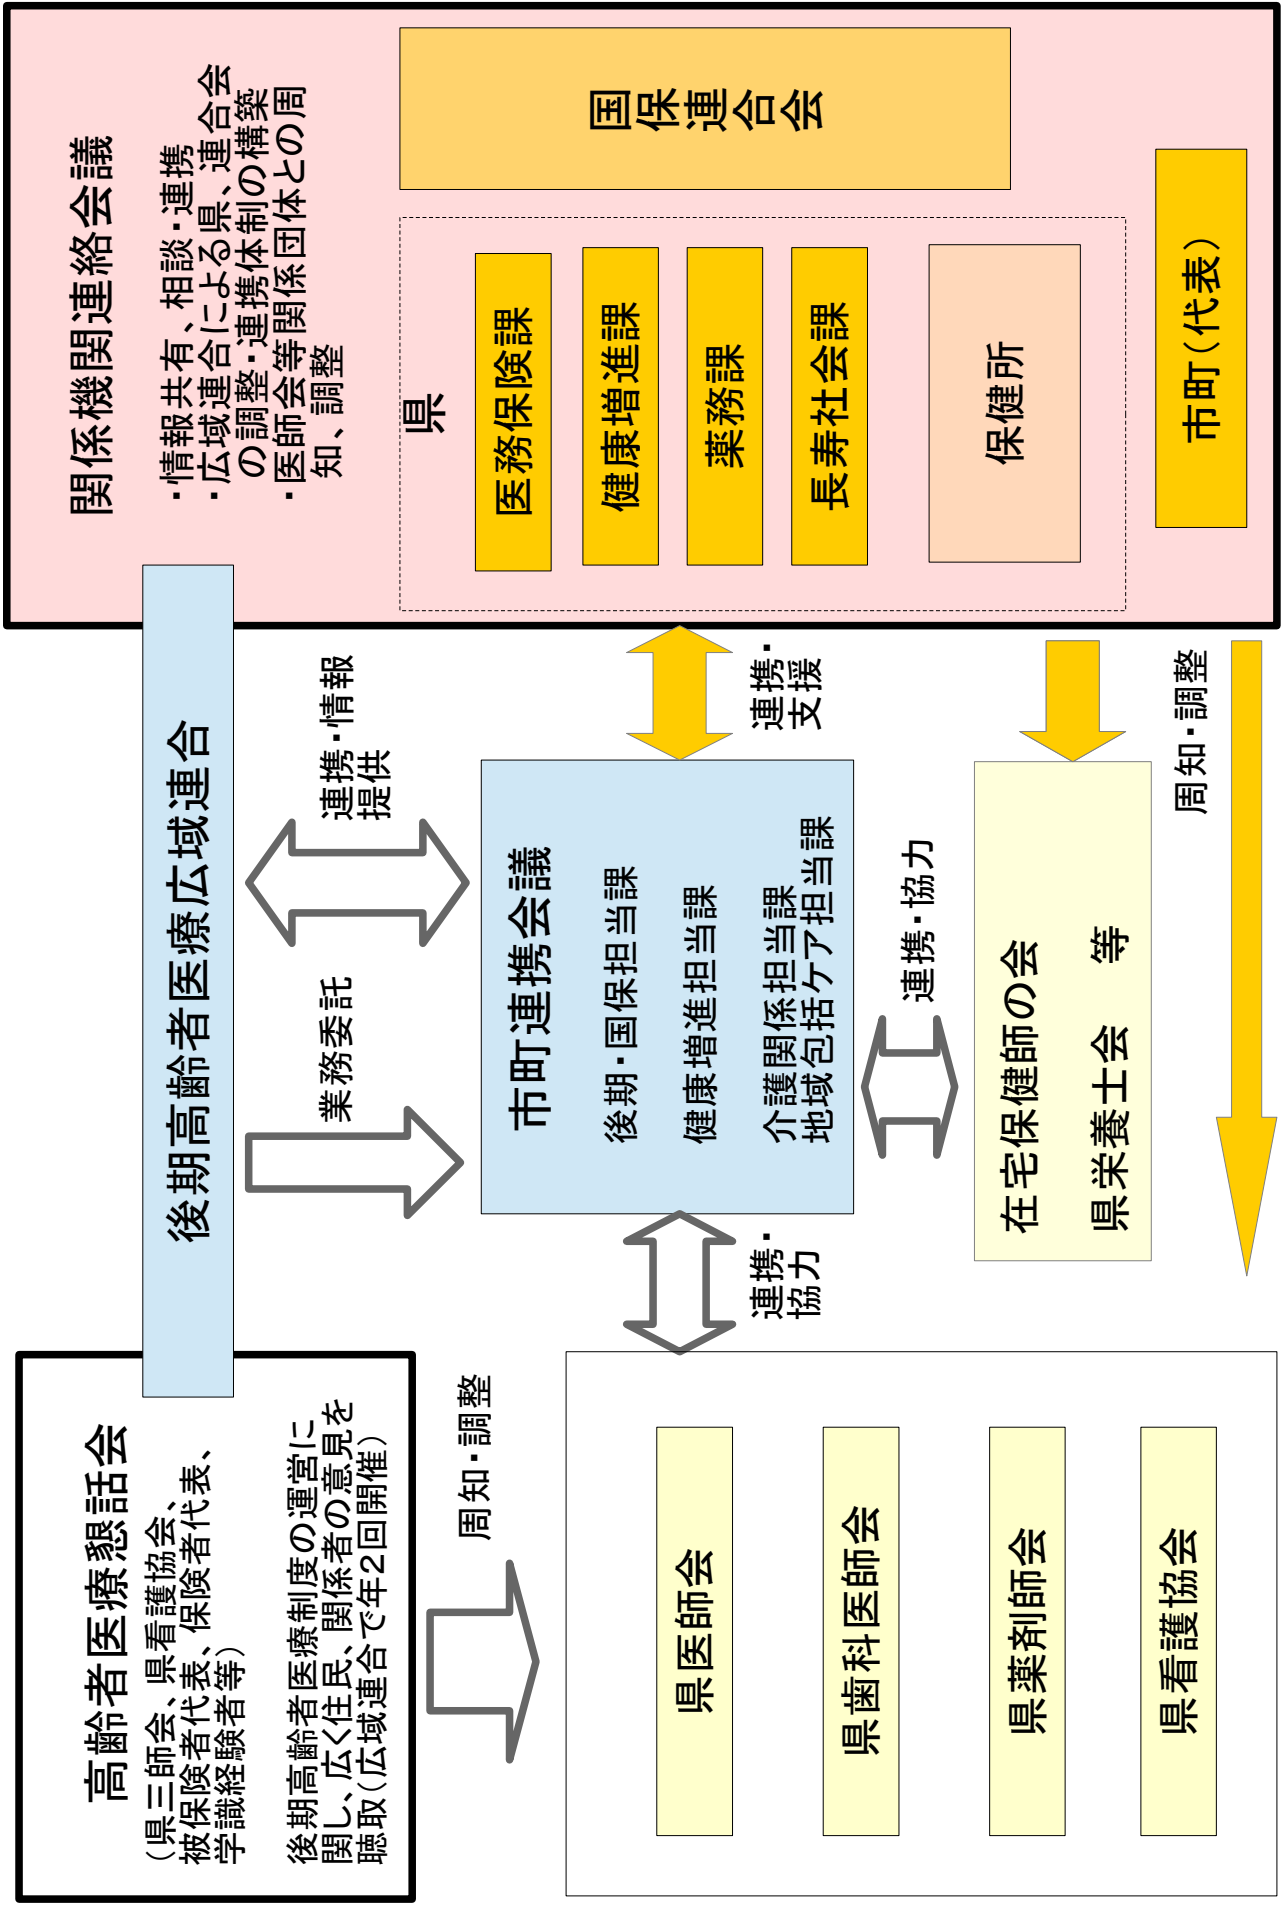 高齢者医療懇話会
（県三師会、県看護協会、
被保険者代表、保険者代表、
学識経験者等）
後期高齢者医療制度の運営に
関し、広く住民、関係者の意見を
聴取（広域連合で年２回開催）
後期高齢者医療広域連合
関係機関連絡会議
・情報共有、相談・連携
・広域連合による県、連合会
の調整・連携体制の構築
・医師会等関係団体との周
知、調整
国保連合会
県
医務保険課
健康増進課
薬務課
長寿社会課
保健所
市町（代表）
業務委託
連携・情報
提供
周知・調整
市町連携会議
後期・国保担当課
健康増進担当課
介護関係担当課
地域包括ケア担当課
連携・
協力
連携・
支援
連携・協力
在宅保健師の会
県栄養士会　等
周知・調整
県医師会
県歯科医師会
県薬剤師会
県看護協会